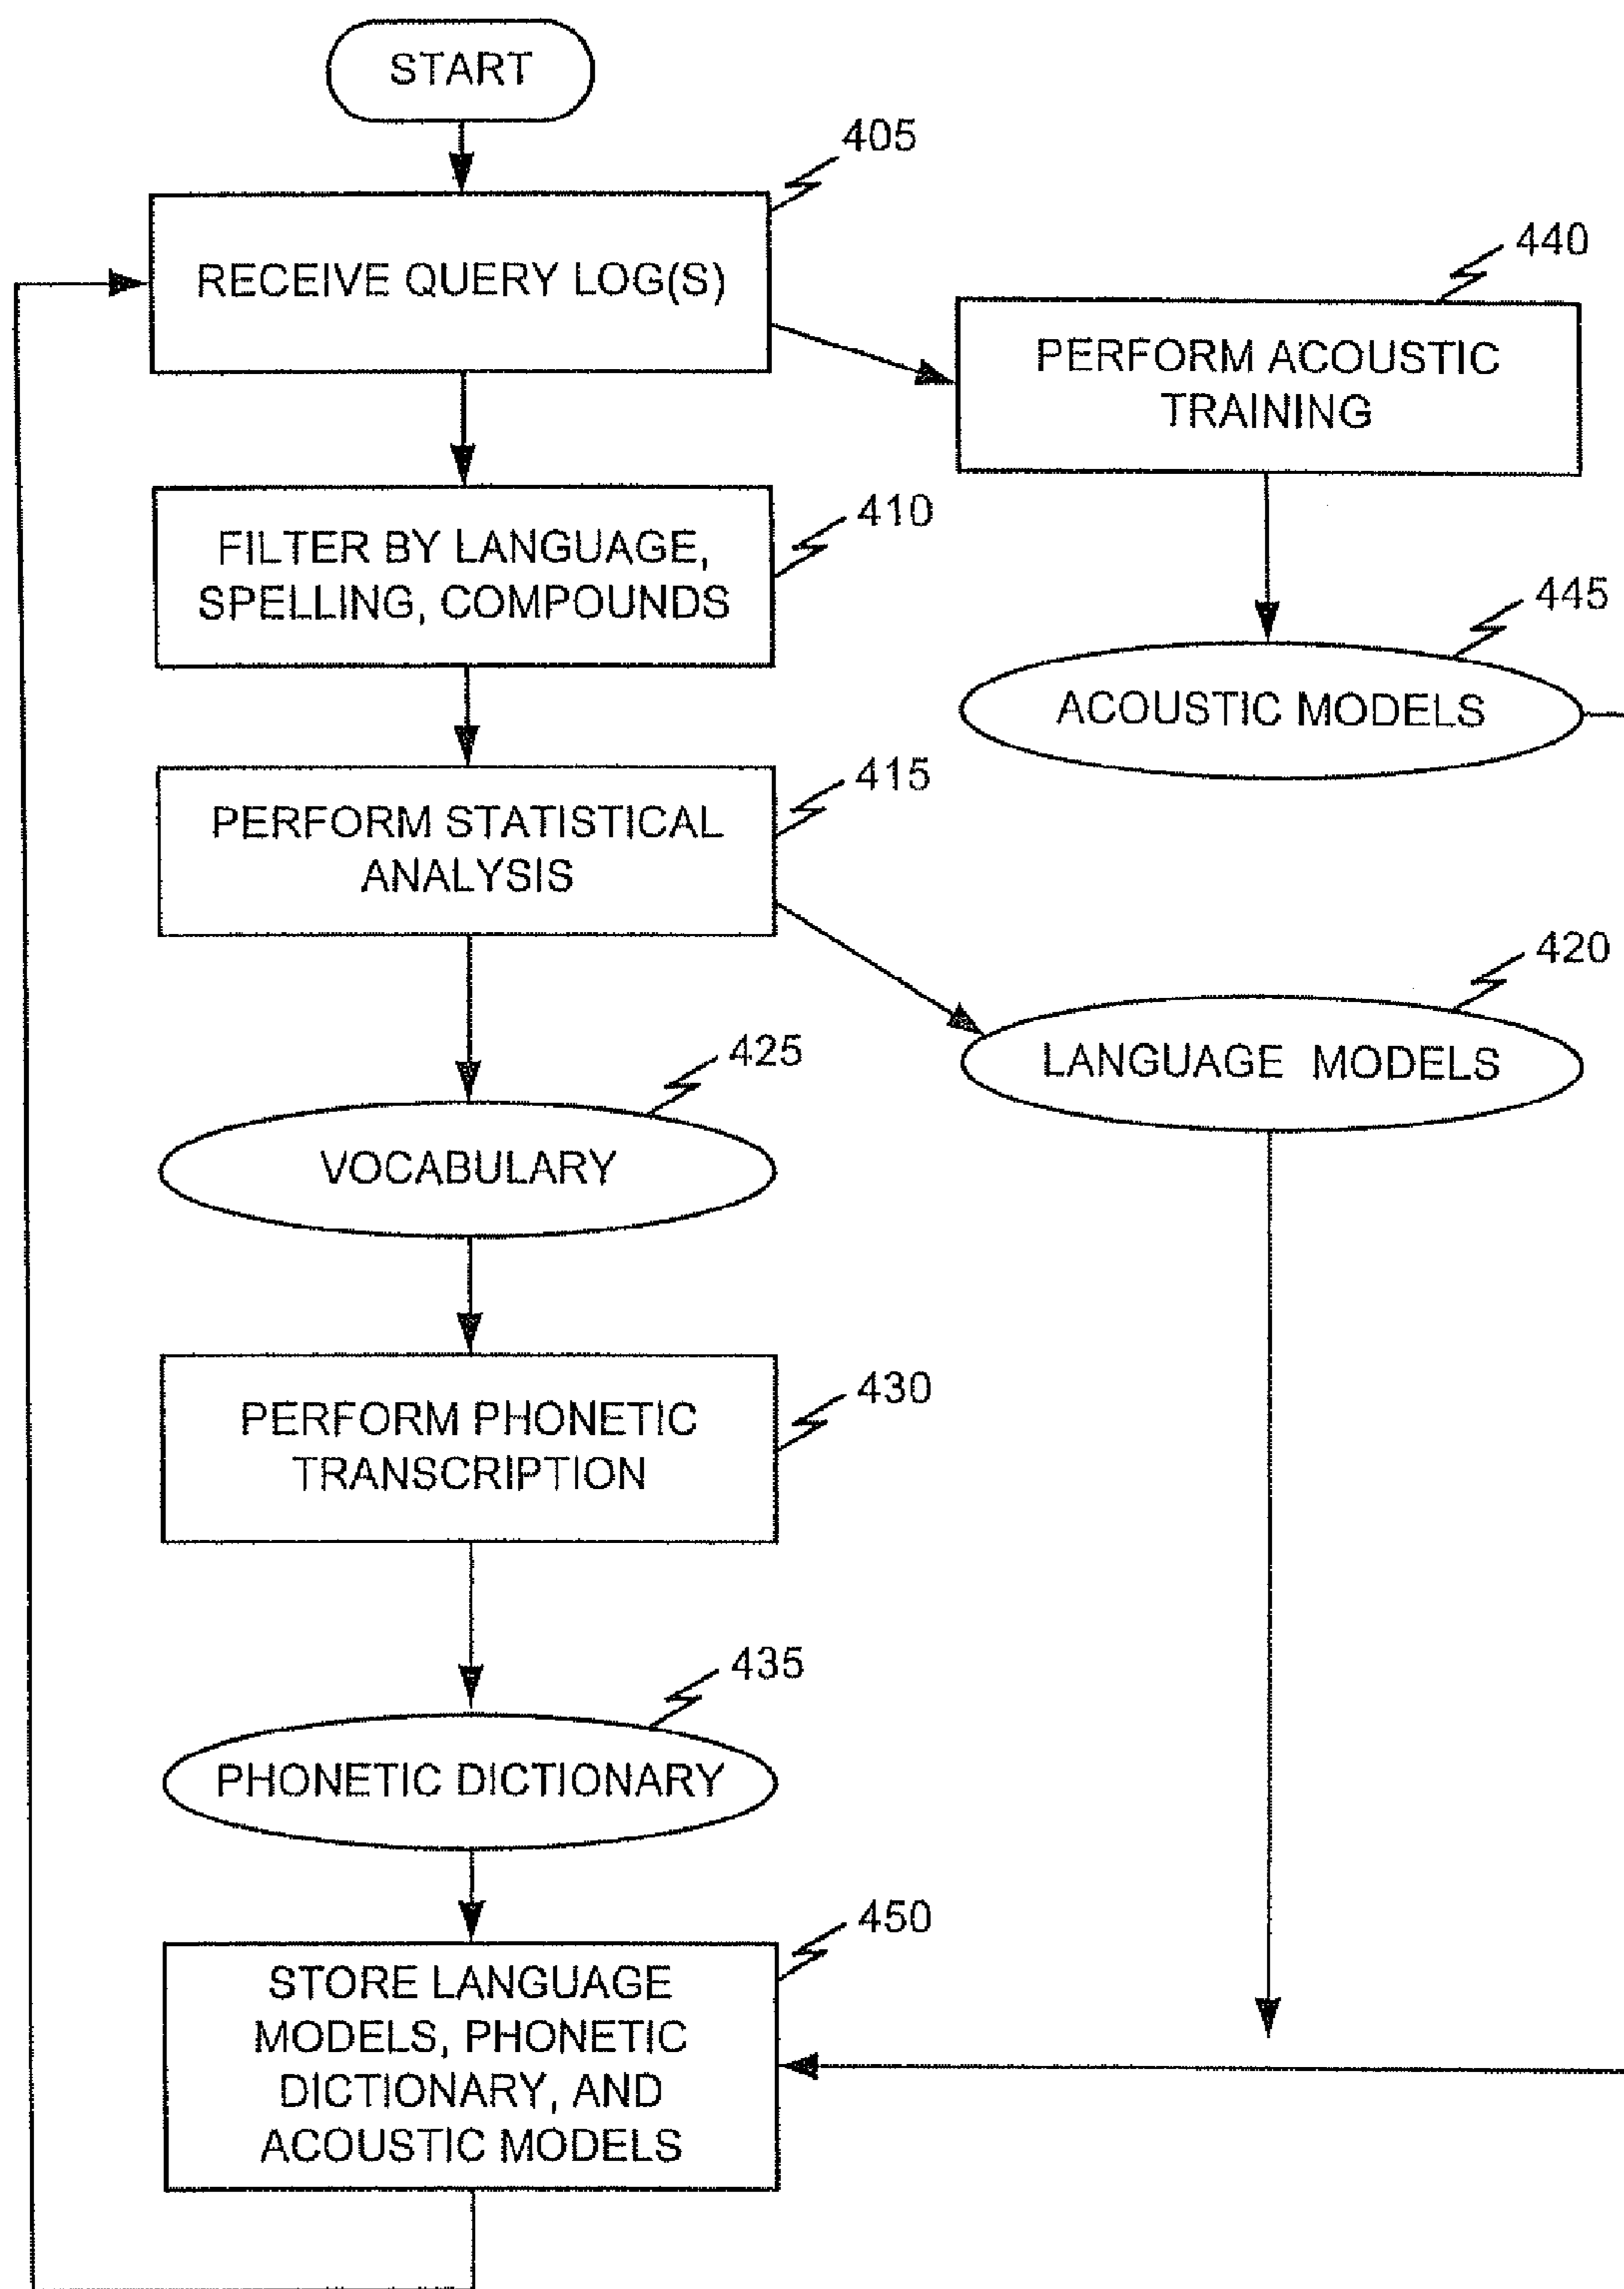 START
405
RECEIVE QUERY LOG(S)
440
PERFORM ACOUSTIC
TRAINING
410
FILTER BY LANGUAGE,
SPELLING, COMPOUNDS
445
ACOUSTIC MODELS
415
PERFORM STATISTICAL
ANALYSIS
420
LANGUAGE MODELS
425
VOCABULARY
430
PERFORM PHONETIC
TRANSCRIPTION
435
PHONETIC DICTIONARY
450
STORE LANGUAGE
MODELS, PHONETIC
DICTIONARY, AND
ACOUSTIC MODELS